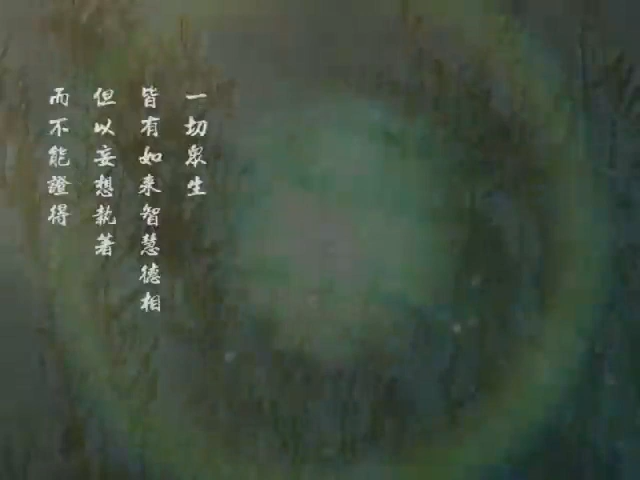 一切眾生
皆有如来智慧德相
但以妄想執著
而不能證得